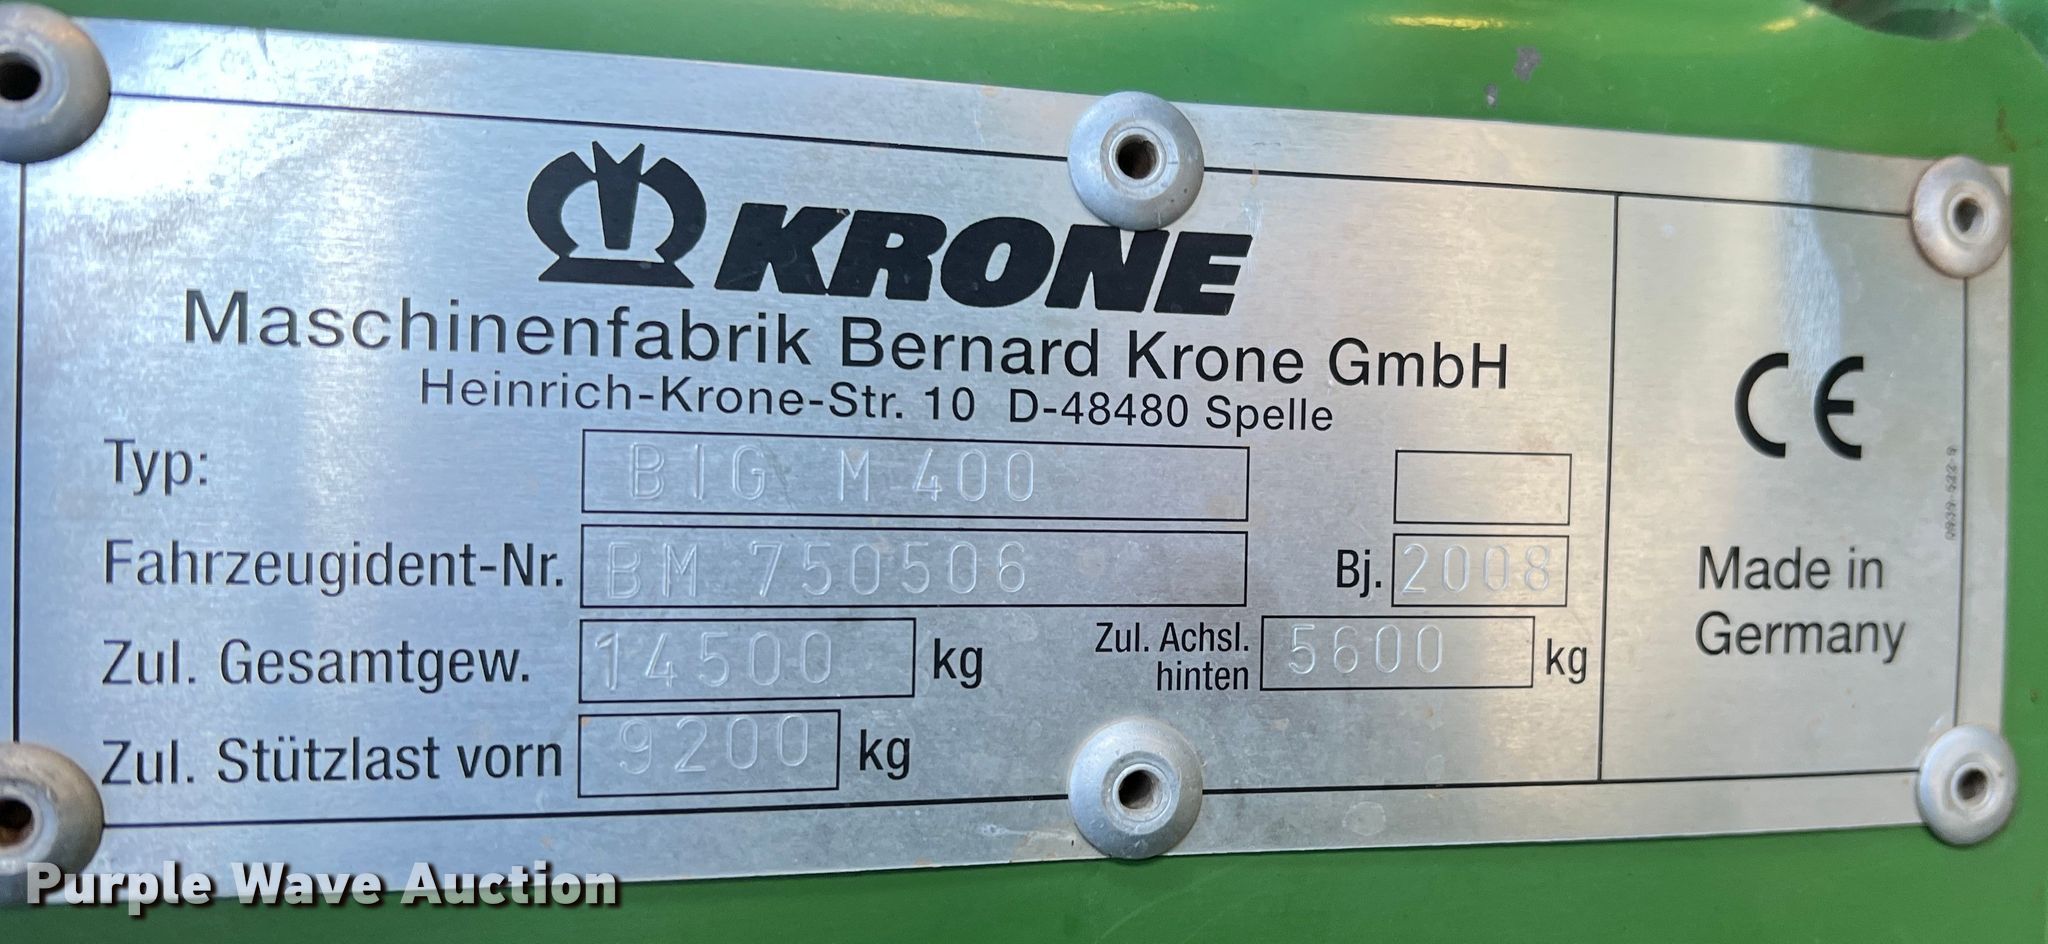 KRONE
Maschinenfabrik Bernard Krone GmbH
Heinrich-Krone-Str. 10 D-48480 Spelle
Typ: BIG M 400
Fahrzeugident-Nr. BM 750506 Bj. 2008
Zul. Gesamtgew. 14500 kg Zul. Achsl. hinten 5600 kg
Zul. Stützlast vorn 9200 kg
CE
Made in
Germany
Purple Wave Auction